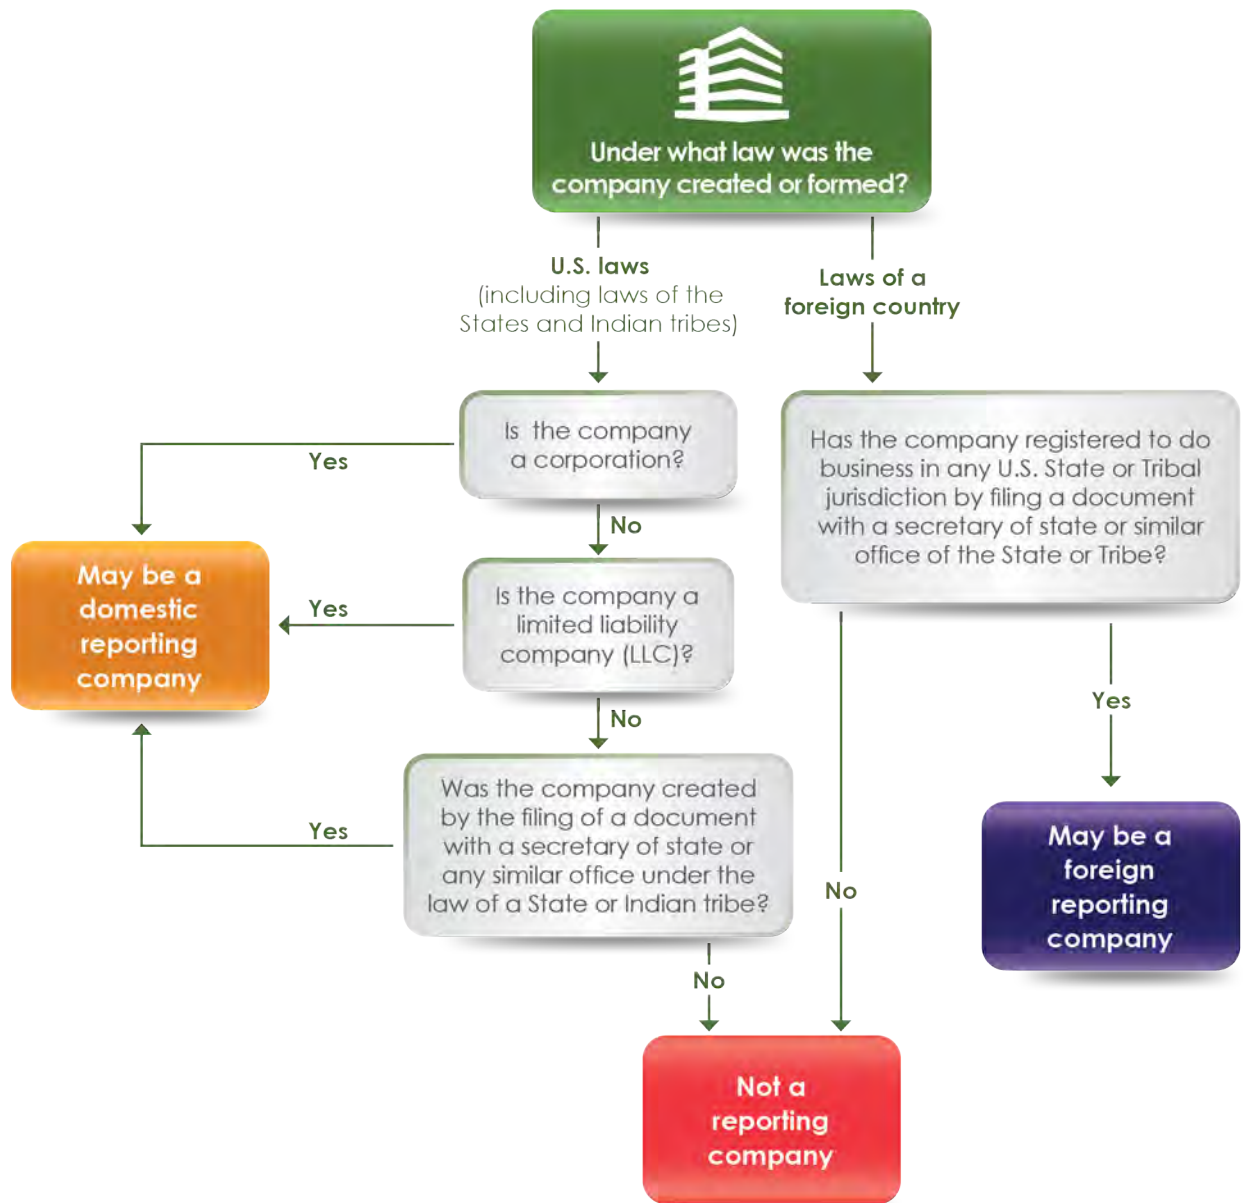 Under what law was the
company created or formed?
U.S. laws
(including laws of the
States and Indian tribes)
Laws of a
foreign country
Is the company
a corporation?
Yes
No
Has the company registered to do
business in any U.S. State or Tribal
jurisdiction by filing a document
with a secretary of state or similar
office of the State or Tribe?
May be a
domestic
reporting
company
Yes
Is the company a
limited liability
company (LLC)?
No
Yes
Was the company created
by the filing of a document
with a secretary of state or
any similar office under the
law of a State or Indian tribe?
Yes
No
May be a
foreign
reporting
company
No
Not a
reporting
company